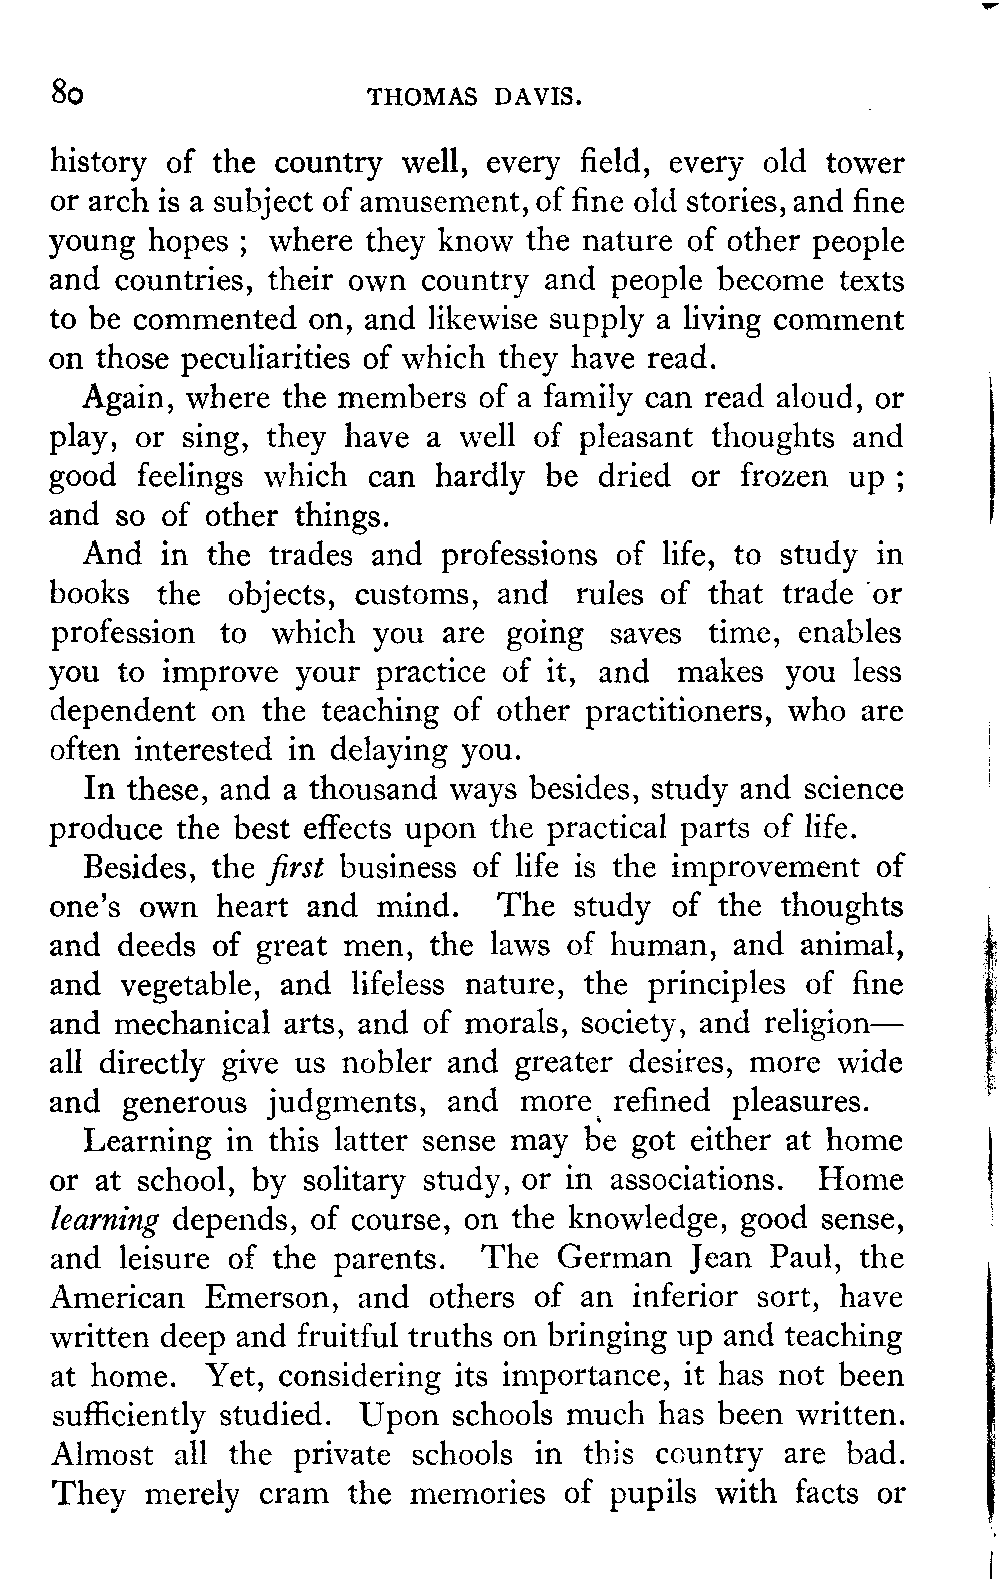 80 THOMAS DAVIS.
history of the country well, every field, every old tower
or arch is a subject of amusement, of fine old stories, and fine
young hopes ; where they know the nature of other people
and countries, their own country and people become texts
to be commented on, and likewise supply a living comment
on those peculiarities of which they have read.
Again, where the members of a family can read aloud, or
play, or sing, they have a well of pleasant thoughts and
good feelings which can hardly be dried or frozen up ;
and so of other things.
And in the trades and professions of life, to study in
books the objects, customs, and rules of that trade or
profession to which you are going saves time, enables
you to improve your practice of it, and makes you less
dependent on the teaching of other practitioners, who are
often interested in delaying you.
In these, and a thousand ways besides, study and science
produce the best effects upon the practical parts of life.
Besides, the first business of life is the improvement of
one's own heart and mind. The study of the thoughts
and deeds of great men, the laws of human, and animal,
and vegetable, and lifeless nature, the principles of fine
and mechanical arts, and of morals, society, and religion—
all directly give us nobler and greater desires, more wide
and generous judgments, and more refined pleasures.
Learning in this latter sense may be got either at home
or at school, by solitary study, or in associations. Home
learning depends, of course, on the knowledge, good sense,
and leisure of the parents. The German Jean Paul, the
American Emerson, and others of an inferior sort, have
written deep and fruitful truths on bringing up and teaching
at home. Yet, considering its importance, it has not been
sufficiently studied. Upon schools much has been written.
Almost all the private schools in this country are bad.
They merely cram the memories of pupils with facts or